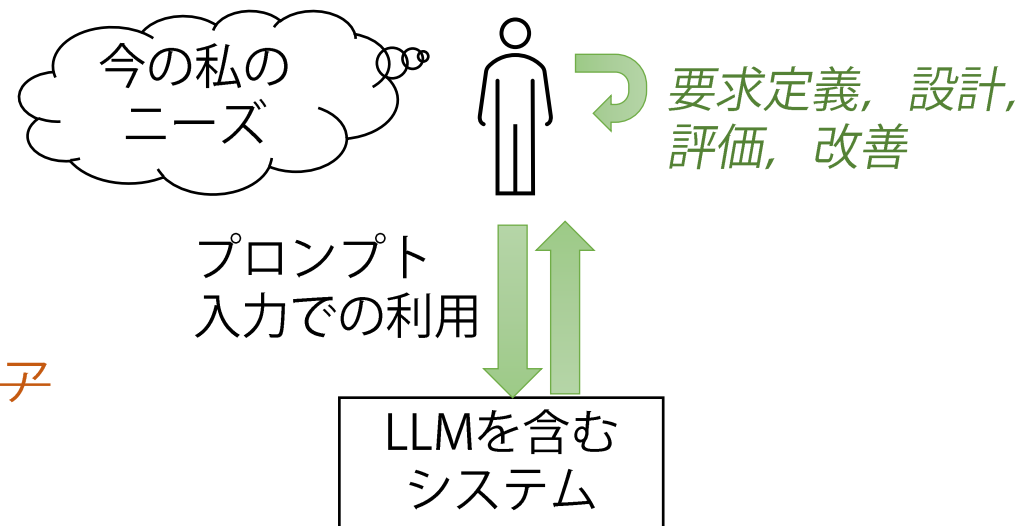 今の私の
ニーズ
要求定義，設計，
評価，改善
プロンプト
入力での利用
ア
LLMを含む
システム